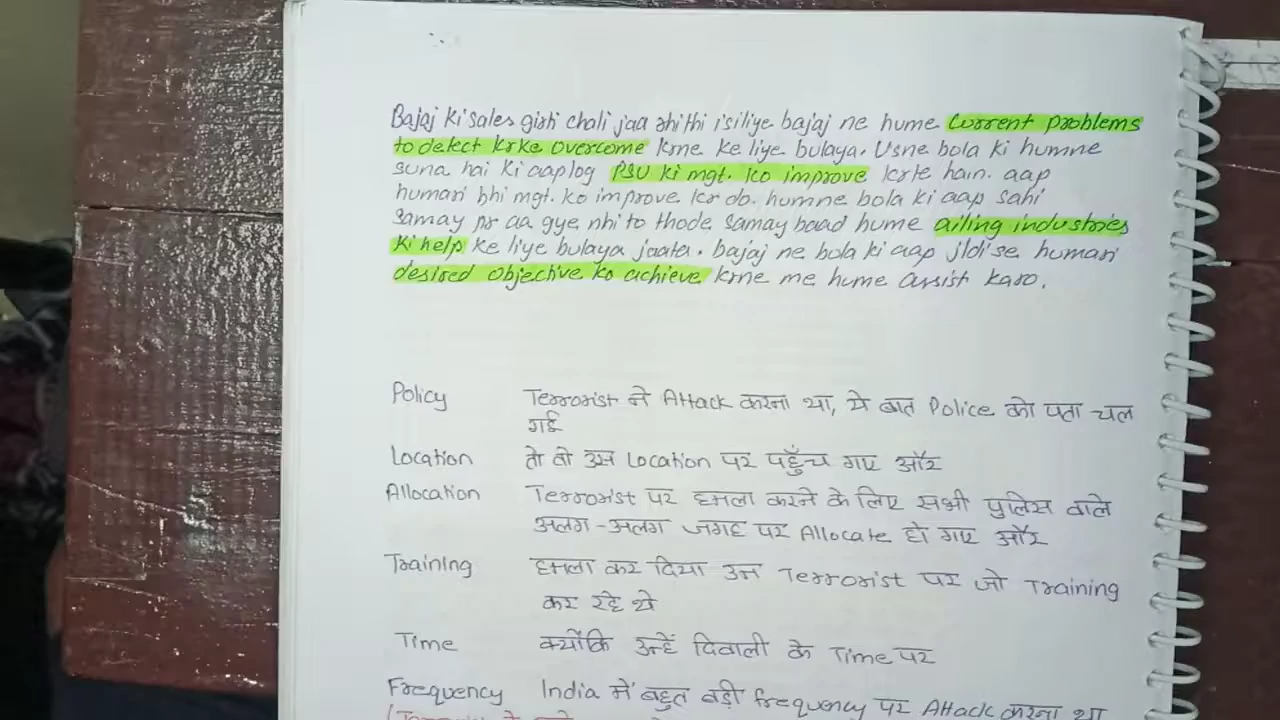 Bajaj ki sales girti chali jaa rhi thi isiliye bajaj ne hume current problems
to detect krke overcome krne ke liye bulaya. Usne bola ki humne
suna hai ki aaplog PSU ki mgt. ko improve krte hain. aap
humari bhi mgt. ko improve kr do. humne bola ki aap sahi
samay pr aa gye nhi to thode samay baad hume ailing industries
ki help ke liye bulaya jaata. bajaj ne bola ki aap jldi se humari
desired objective ko achieve krne me hume assist karo.
Policy Terrorist ने Attack करना था, ये बात Police को पता चल
गई
Location तो वो उस Location पर पहुँच गए और
Allocation Terrorist पर हमला करने के लिए सभी पुलिस वाले
अलग-अलग जगह पर Allocate हो गए और
Training हमला कर दिया उन Terrorist पर जो Training
कर रहे थे
Time क्योंकि उन्हें दिवाली के Time पर
Frequency India में बहुत बड़ी frequency पर Attack करना था